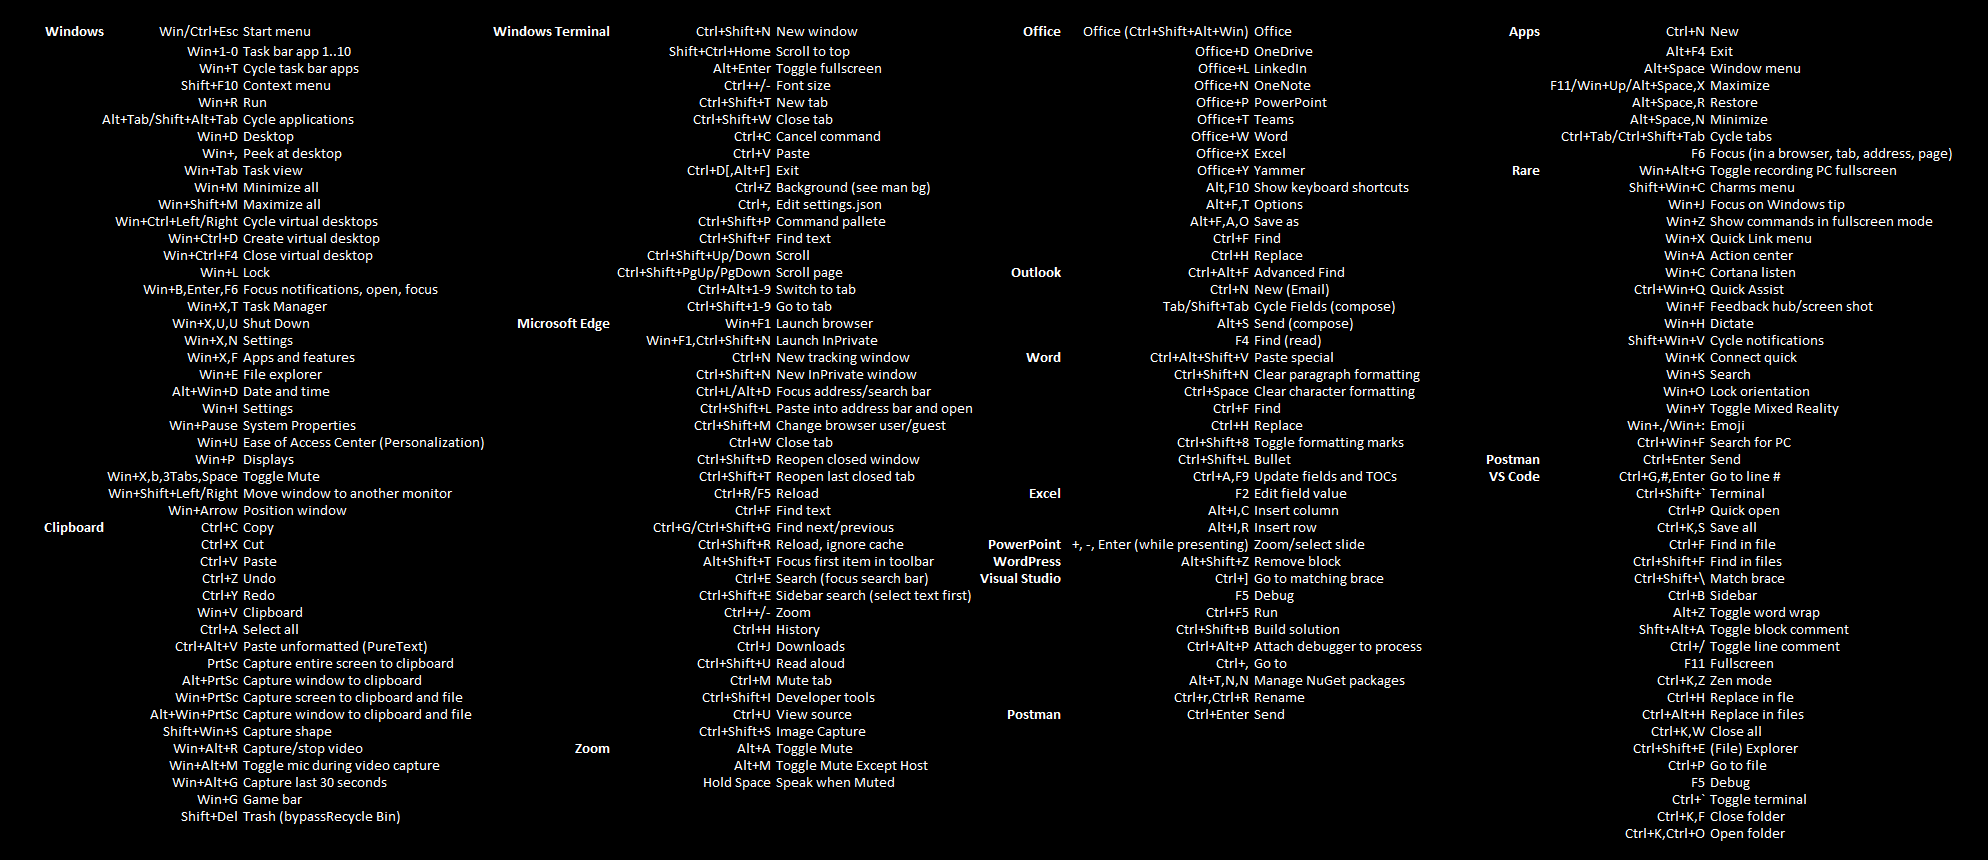 Windows Win/Ctrl+Esc Start menu
Win+1-0 Task bar app 1..10
Win+T Cycle task bar apps
Shift+F10 Context menu
Win+R Run
Alt+Tab/Shift+Alt+Tab Cycle applications
Win+D Desktop
Win+, Peek at desktop
Win+Tab Task view
Win+M Minimize all
Win+Shift+M Maximize all
Win+Ctrl+Left/Right Cycle virtual desktops
Win+Ctrl+D Create virtual desktop
Win+Ctrl+F4 Close virtual desktop
Win+L Lock
Win+B,Enter,F6 Focus notifications, open, focus
Win+X,T Task Manager
Win+X,U,U Shut Down
Win+X,N Settings
Win+X,F Apps and features
Win+E File explorer
Alt+Win+D Date and time
Win+I Settings
Win+Pause System Properties
Win+U Ease of Access Center (Personalization)
Win+P Displays
Win+X,b,3Tabs,Space Toggle Mute
Win+Shift+Left/Right Move window to another monitor
Win+Arrow Position window
Clipboard Ctrl+C Copy
Ctrl+X Cut
Ctrl+V Paste
Ctrl+Z Undo
Ctrl+Y Redo
Win+V Clipboard
Ctrl+A Select all
Ctrl+Alt+V Paste unformatted (PureText)
PrtSc Capture entire screen to clipboard
Alt+PrtSc Capture window to clipboard
Win+PrtSc Capture screen to clipboard and file
Alt+Win+PrtSc Capture window to clipboard and file
Shift+Win+S Capture shape
Win+Alt+R Capture/stop video
Win+Alt+M Toggle mic during video capture
Win+Alt+G Capture last 30 seconds
Win+G Game bar
Shift+Del Trash (bypassRecycle Bin)
Windows Terminal Ctrl+Shift+N New window
Shift+Ctrl+Home Scroll to top
Alt+Enter Toggle fullscreen
Ctrl++/- Font size
Ctrl+Shift+T New tab
Ctrl+Shift+W Close tab
Ctrl+C Cancel command
Ctrl+V Paste
Ctrl+D[,Alt+F] Exit
Ctrl+Z Background (see man bg)
Ctrl+, Edit settings.json
Ctrl+Shift+P Command pallete
Ctrl+Shift+F Find text
Ctrl+Shift+Up/Down Scroll
Ctrl+Shift+PgUp/PgDown Scroll page
Ctrl+Alt+1-9 Switch to tab
Ctrl+Shift+1-9 Go to tab
Microsoft Edge Win+F1 Launch browser
Win+F1,Ctrl+Shift+N Launch InPrivate
Ctrl+N New tracking window
Ctrl+Shift+N New InPrivate window
Ctrl+L/Alt+D Focus address/search bar
Ctrl+Shift+L Paste into address bar and open
Ctrl+Shift+M Change browser user/guest
Ctrl+W Close tab
Ctrl+Shift+D Reopen closed window
Ctrl+Shift+T Reopen last closed tab
Ctrl+R/F5 Reload
Ctrl+F Find text
Ctrl+G/Ctrl+Shift+G Find next/previous
Ctrl+Shift+R Reload, ignore cache
Alt+Shift+T Focus first item in toolbar
Ctrl+E Search (focus search bar)
Ctrl+Shift+E Sidebar search (select text first)
Ctrl++/- Zoom
Ctrl+H History
Ctrl+J Downloads
Ctrl+Shift+U Read aloud
Ctrl+M Mute tab
Ctrl+Shift+I Developer tools
Ctrl+U View source
Ctrl+Shift+S Image Capture
Zoom Alt+A Toggle Mute
Alt+M Toggle Mute Except Host
Hold Space Speak when Muted
Office Office (Ctrl+Shift+Alt+Win) Office
Office+D OneDrive
Office+L LinkedIn
Office+N OneNote
Office+P PowerPoint
Office+T Teams
Office+W Word
Office+X Excel
Office+Y Yammer
Alt,F10 Show keyboard shortcuts
Alt+F,T Options
Alt+F,A,O Save as
Ctrl+F Find
Ctrl+H Replace
Outlook Ctrl+Alt+F Advanced Find
Ctrl+N New (Email)
Tab/Shift+Tab Cycle Fields (compose)
Alt+S Send (compose)
F4 Find (read)
Word Ctrl+Alt+Shift+V Paste special
Ctrl+Shift+N Clear paragraph formatting
Ctrl+Space Clear character formatting
Ctrl+F Find
Ctrl+H Replace
Ctrl+Shift+8 Toggle formatting marks
Ctrl+Shift+L Bullet
Ctrl+A,F9 Update fields and TOCs
Excel F2 Edit field value
Alt+I,C Insert column
Alt+I,R Insert row
PowerPoint +, -, Enter (while presenting) Zoom/select slide
WordPress Alt+Shift+Z Remove block
Visual Studio Ctrl+] Go to matching brace
F5 Debug
Ctrl+F5 Run
Ctrl+Shift+B Build solution
Ctrl+Alt+P Attach debugger to process
Ctrl+, Go to
Alt+T,N,N Manage NuGet packages
Ctrl+r,Ctrl+R Rename
Postman Ctrl+Enter Send
Apps Ctrl+N New
Alt+F4 Exit
Alt+Space Window menu
F11/Win+Up/Alt+Space,X Maximize
Alt+Space,R Restore
Alt+Space,N Minimize
Ctrl+Tab/Ctrl+Shift+Tab Cycle tabs
F6 Focus (in a browser, tab, address, page)
Rare Win+Alt+G Toggle recording PC fullscreen
Shift+Win+C Charms menu
Win+J Focus on Windows tip
Win+Z Show commands in fullscreen mode
Win+X Quick Link menu
Win+A Action center
Win+C Cortana listen
Ctrl+Win+Q Quick Assist
Win+F Feedback hub/screen shot
Win+H Dictate
Shift+Win+V Cycle notifications
Win+K Connect quick
Win+S Search
Win+O Lock orientation
Win+Y Toggle Mixed Reality
Win+./Win+: Emoji
Ctrl+Win+F Search for PC
Postman Ctrl+Enter Send
VS Code Ctrl+G,#,Enter Go to line #
Ctrl+Shift+` Terminal
Ctrl+P Quick open
Ctrl+K,S Save all
Ctrl+F Find in file
Ctrl+Shift+F Find in files
Ctrl+Shift+\ Match brace
Ctrl+B Sidebar
Alt+Z Toggle word wrap
Shft+Alt+A Toggle block comment
Ctrl+/ Toggle line comment
F11 Fullscreen
Ctrl+K,Z Zen mode
Ctrl+H Replace in fle
Ctrl+Alt+H Replace in files
Ctrl+K,W Close all
Ctrl+Shift+E (File) Explorer
Ctrl+P Go to file
F5 Debug
Ctrl+` Toggle terminal
Ctrl+K,F Close folder
Ctrl+K,Ctrl+O Open folder